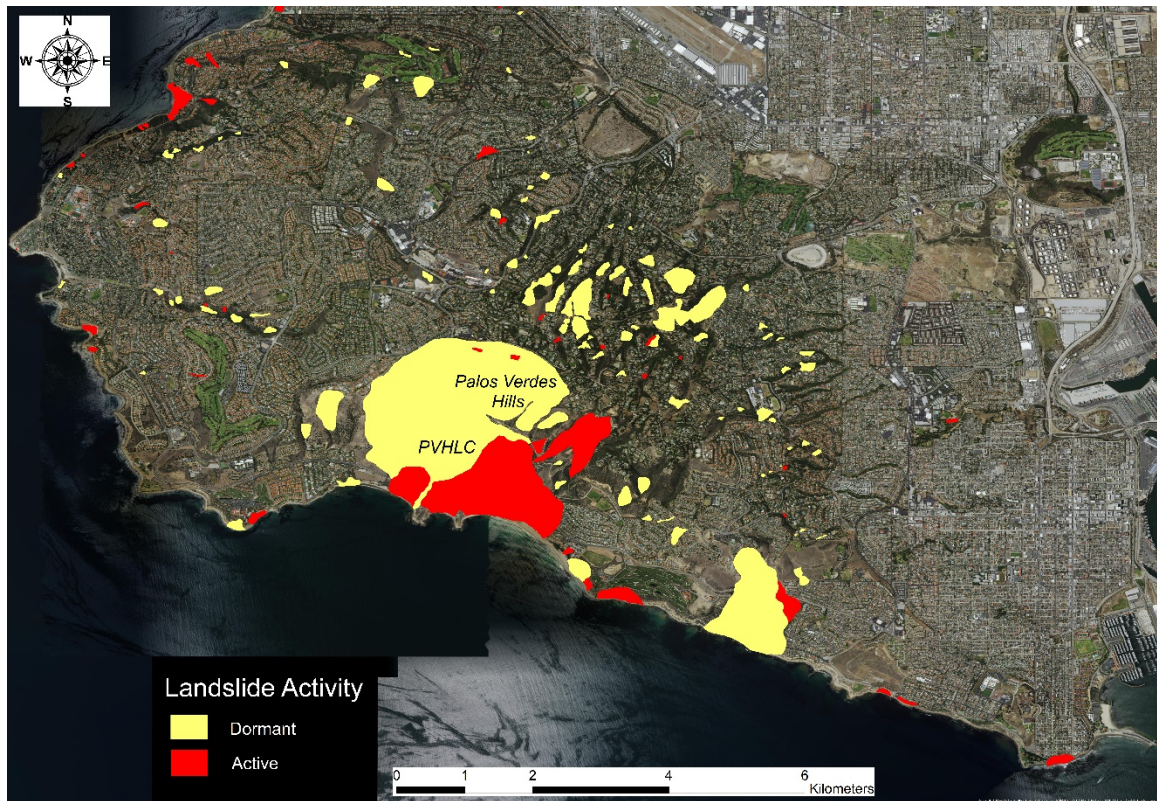 N
W E
S
Palos Verdes
Hills
PVHLC
Landslide Activity
Dormant
Active
0 1 2 4 6
Kilometers